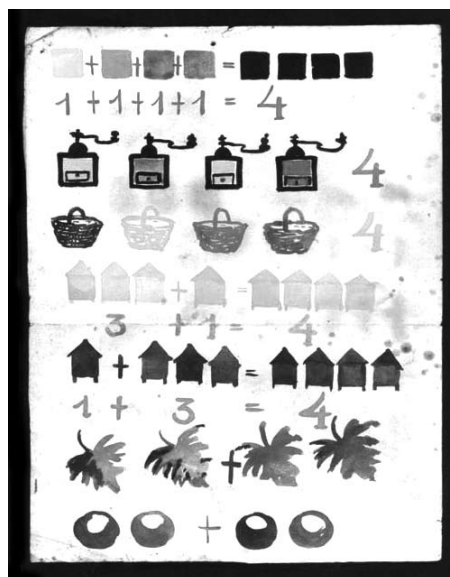 + + + =
1 + 1 + 1 + 1 = 4
4
4
+ =
3 + 1 = 4
+ =
1 + 3 = 4
+
+